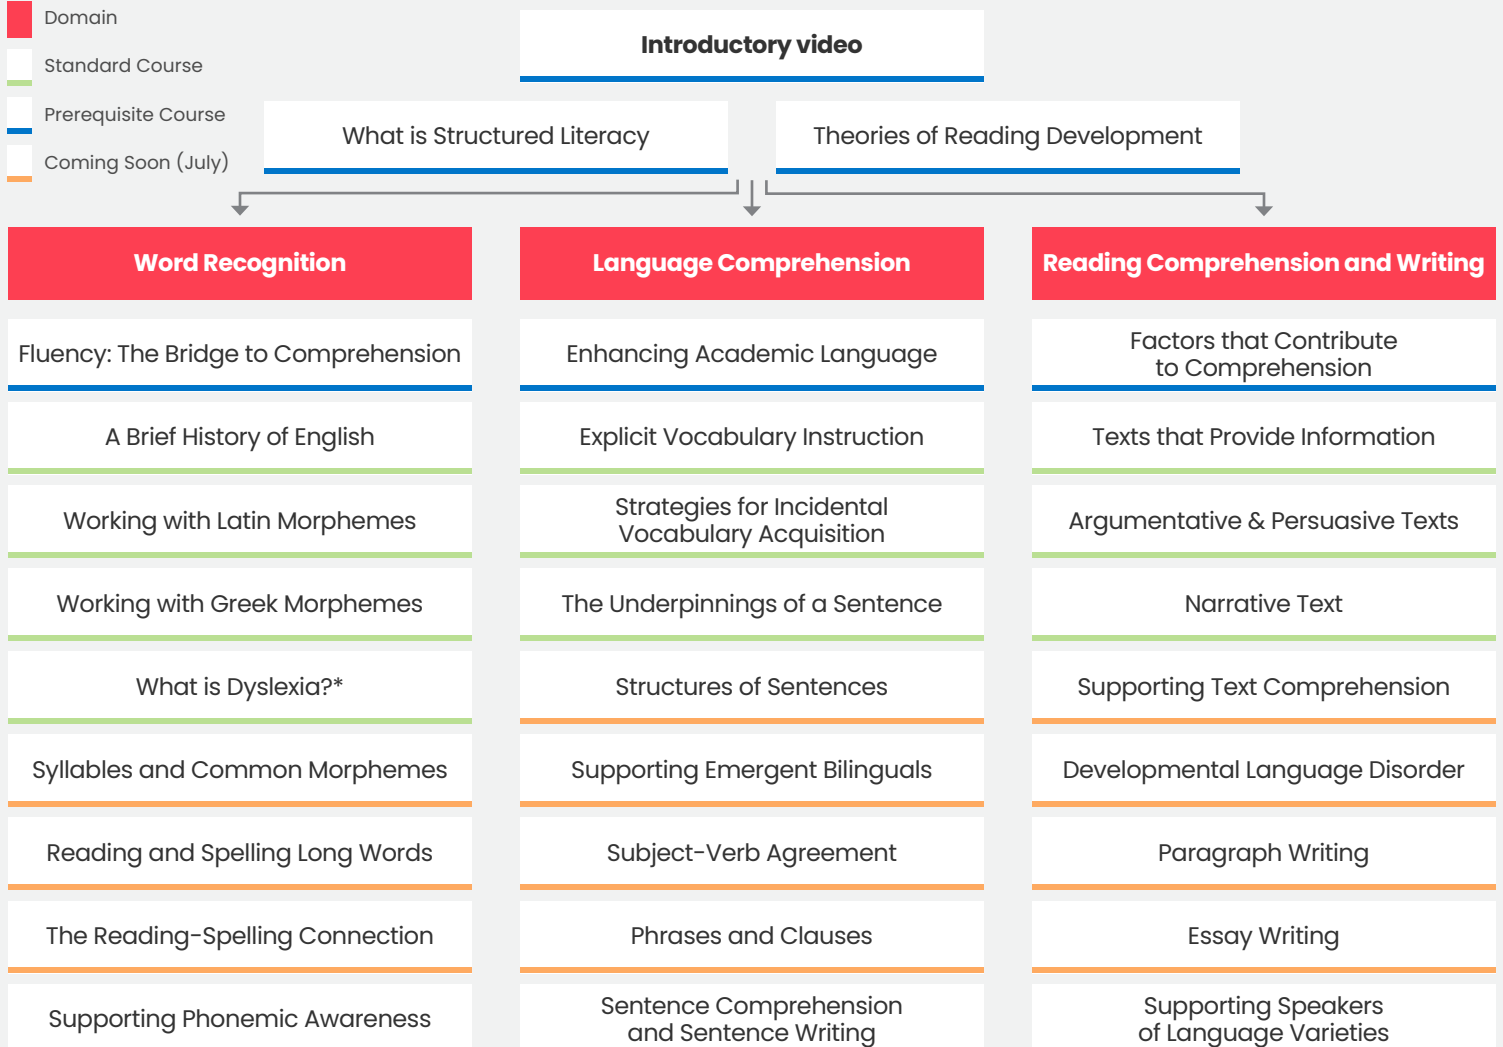 Domain
Standard Course
Prerequisite Course
Coming Soon (July)
Introductory video
What is Structured Literacy
Theories of Reading Development
Word Recognition
Fluency: The Bridge to Comprehension
A Brief History of English
Working with Latin Morphemes
Working with Greek Morphemes
What is Dyslexia?*
Syllables and Common Morphemes
Reading and Spelling Long Words
The Reading-Spelling Connection
Supporting Phonemic Awareness
Language Comprehension
Enhancing Academic Language
Explicit Vocabulary Instruction
Strategies for Incidental
Vocabulary Acquisition
The Underpinnings of a Sentence
Structures of Sentences
Supporting Emergent Bilinguals
Subject-Verb Agreement
Phrases and Clauses
Sentence Comprehension
and Sentence Writing
Reading Comprehension and Writing
Factors that Contribute
to Comprehension
Texts that Provide Information
Argumentative & Persuasive Texts
Narrative Text
Supporting Text Comprehension
Developmental Language Disorder
Paragraph Writing
Essay Writing
Supporting Speakers
of Language Varieties